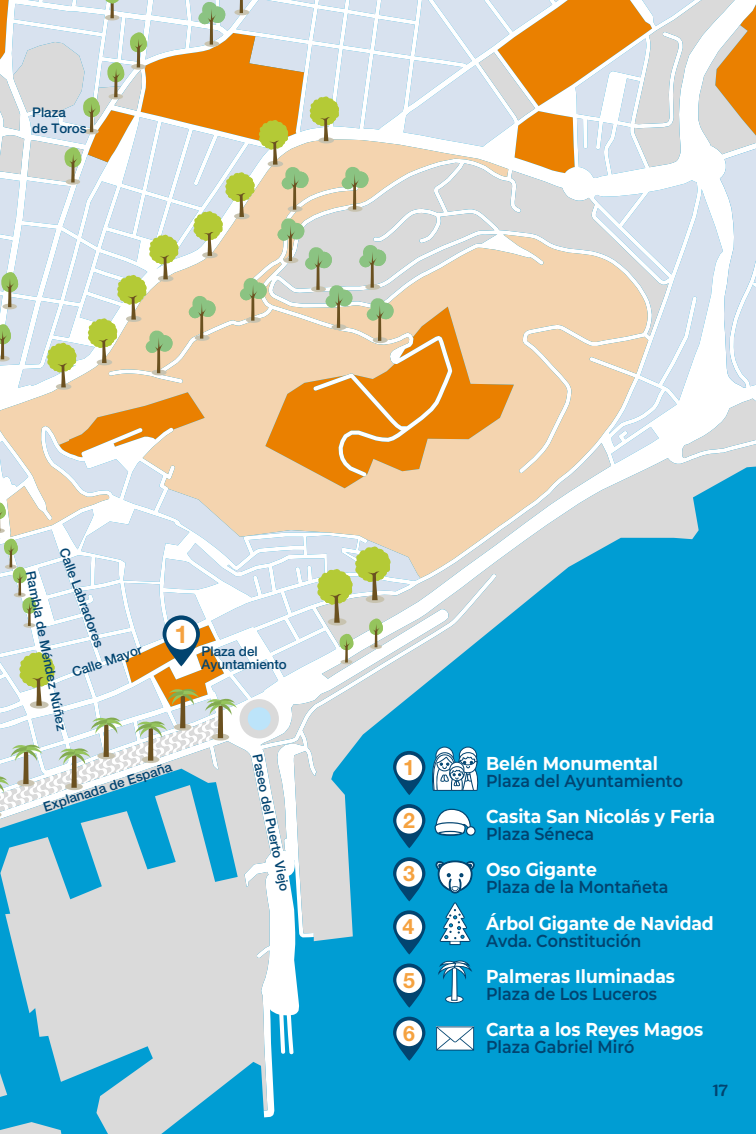 Plaza
de Toros
Calle Labradores
Rambla de Méndez Núñez
Calle Mayor
1
Plaza del
Ayuntamiento
Explanada de España
Paseo del Puerto Viejo
1
Belén Monumental
Plaza del Ayuntamiento
2
Casita San Nicolás y Feria
Plaza Séneca
3
Oso Gigante
Plaza de la Montañeta
4
Árbol Gigante de Navidad
Avda. Constitución
5
Palmeras Iluminadas
Plaza de Los Luceros
6
Carta a los Reyes Magos
Plaza Gabriel Miró
17